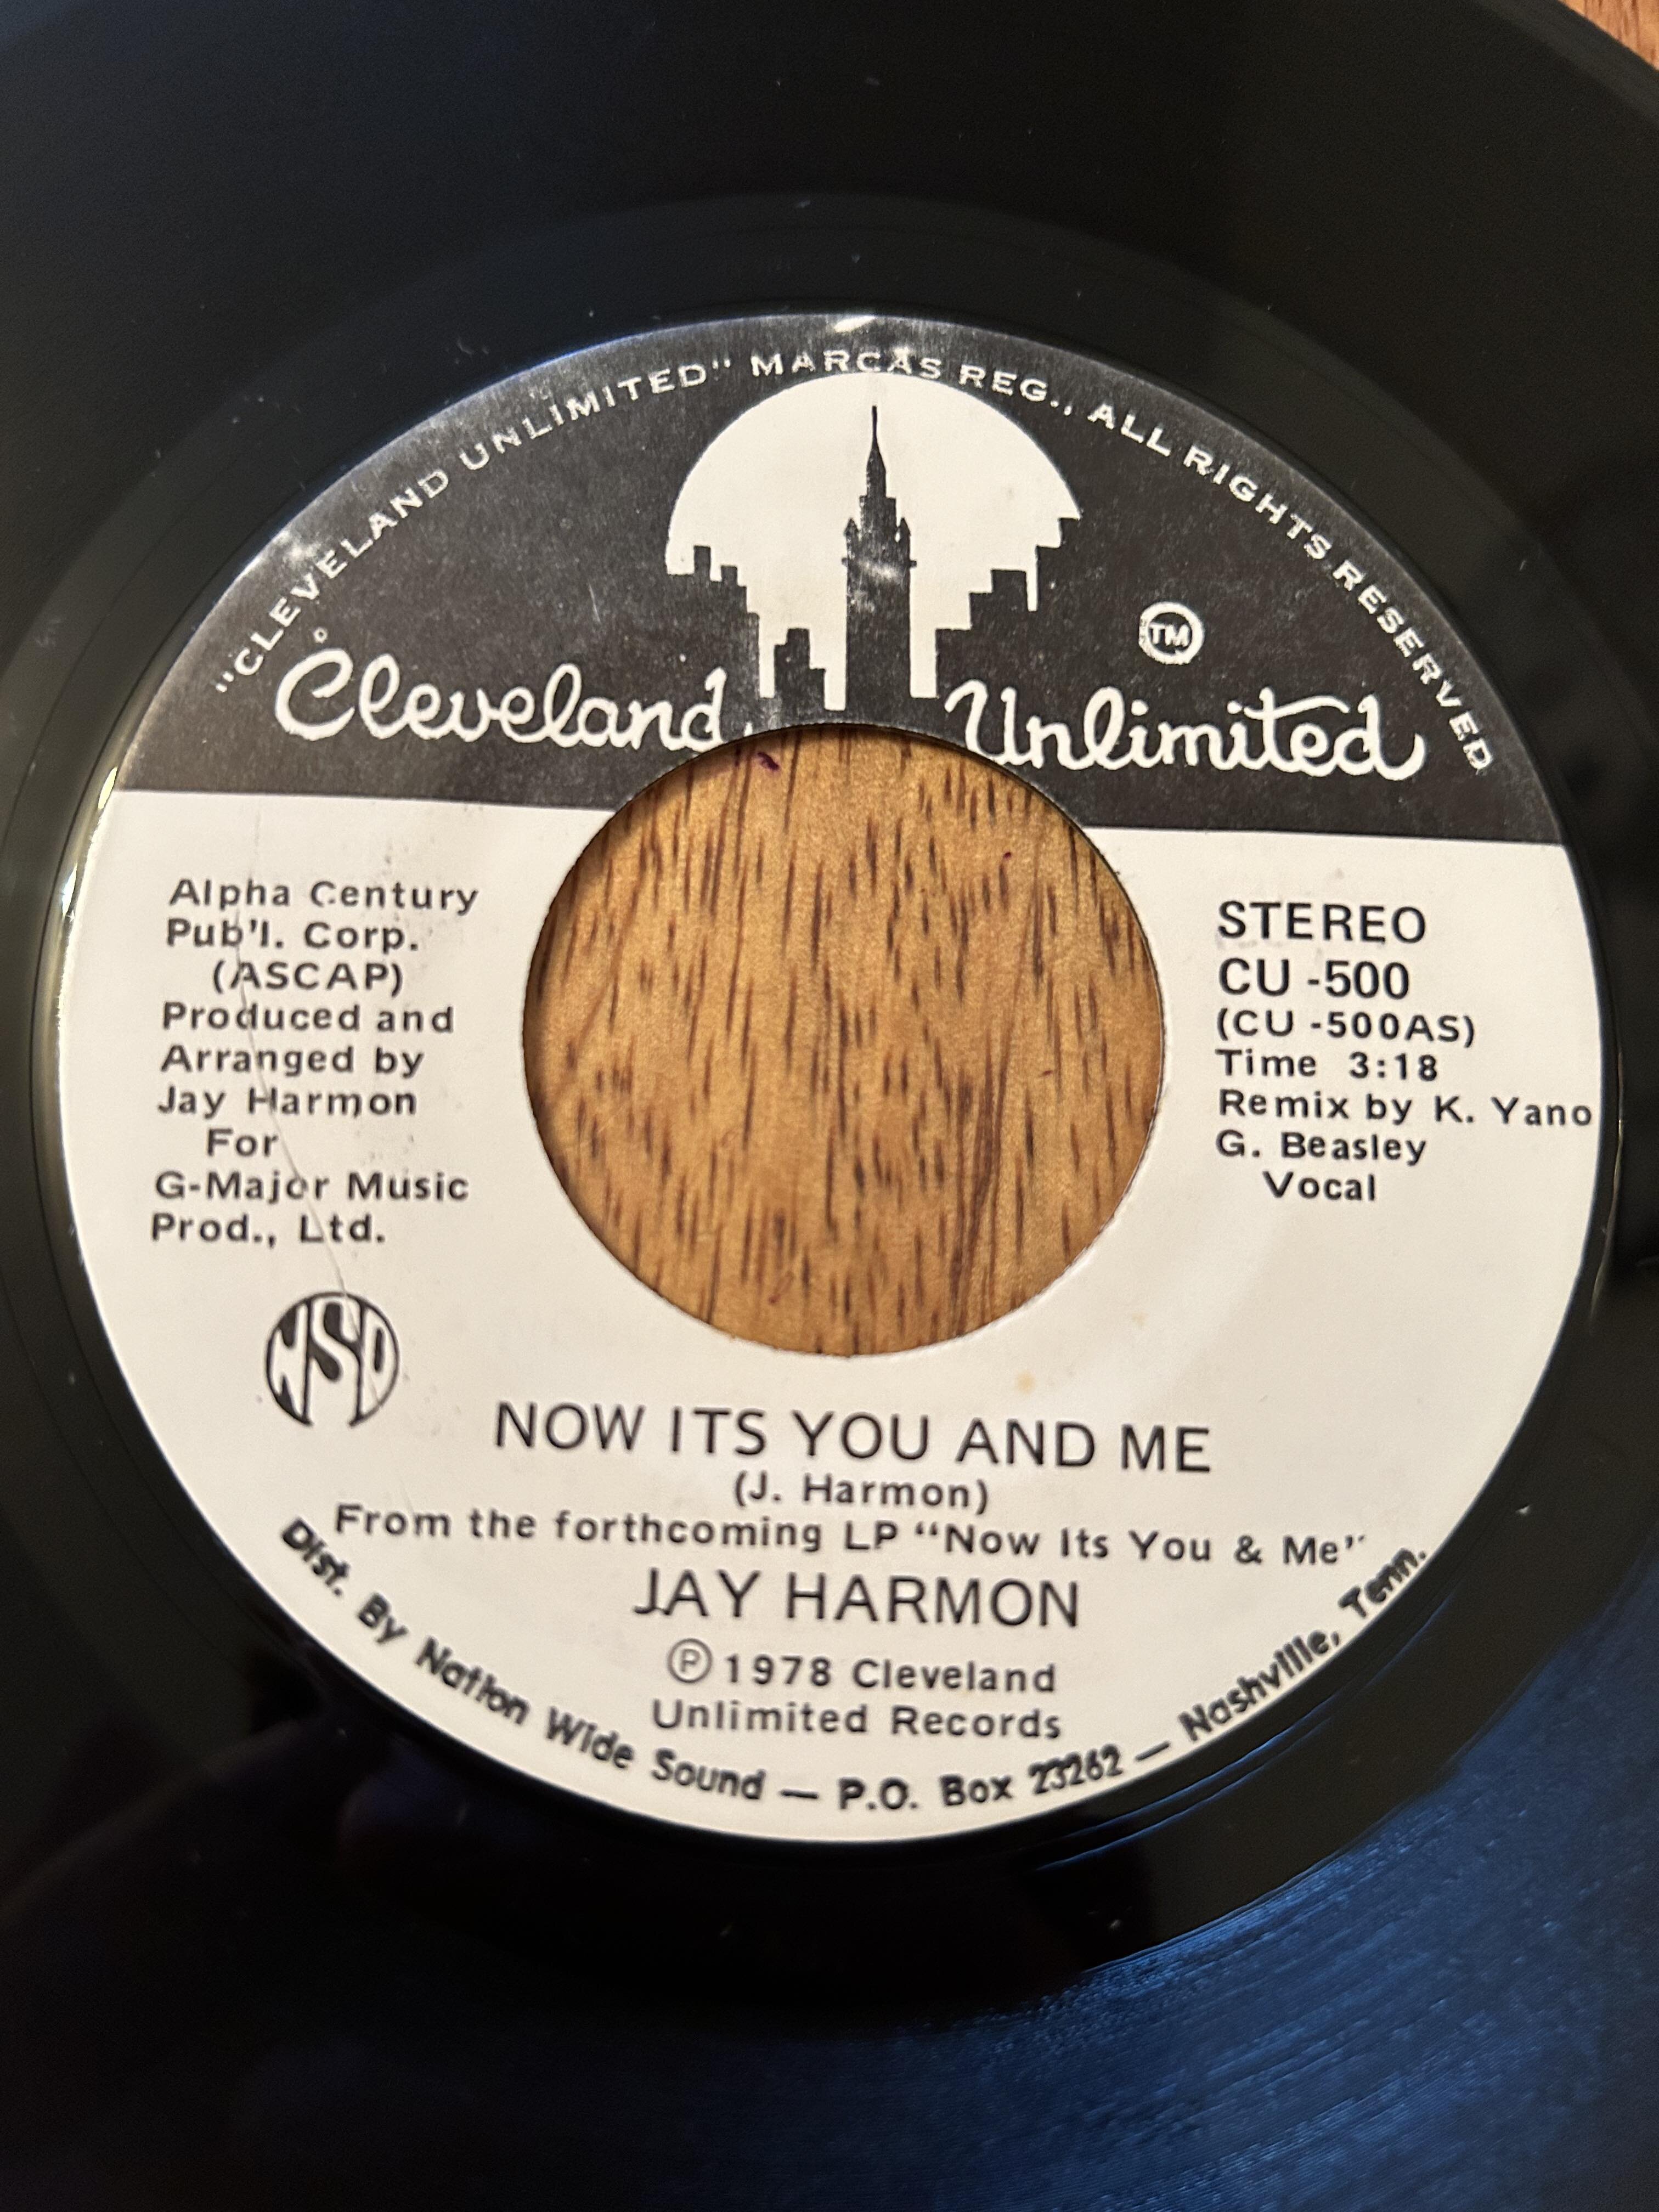 "CLEVELAND UNLIMITED" MARCAS REG., ALL RIGHTS RESERVED
TM
Cleveland Unlimited
Alpha Century
Pub'l. Corp.
(ASCAP)
Produced and
Arranged by
Jay Harmon
For
G-Major Music
Prod., Ltd.
NSD
STEREO
CU -500
(CU -500AS)
Time 3:18
Remix by K. Yano
G. Beasley
Vocal
NOW ITS YOU AND ME
(J. Harmon)
From the forthcoming LP “Now Its You & Me”
JAY HARMON
Ⓟ 1978 Cleveland
Unlimited Records
Dist. By Nation Wide Sound — P.O. Box 23262 — Nashville, Tenn.